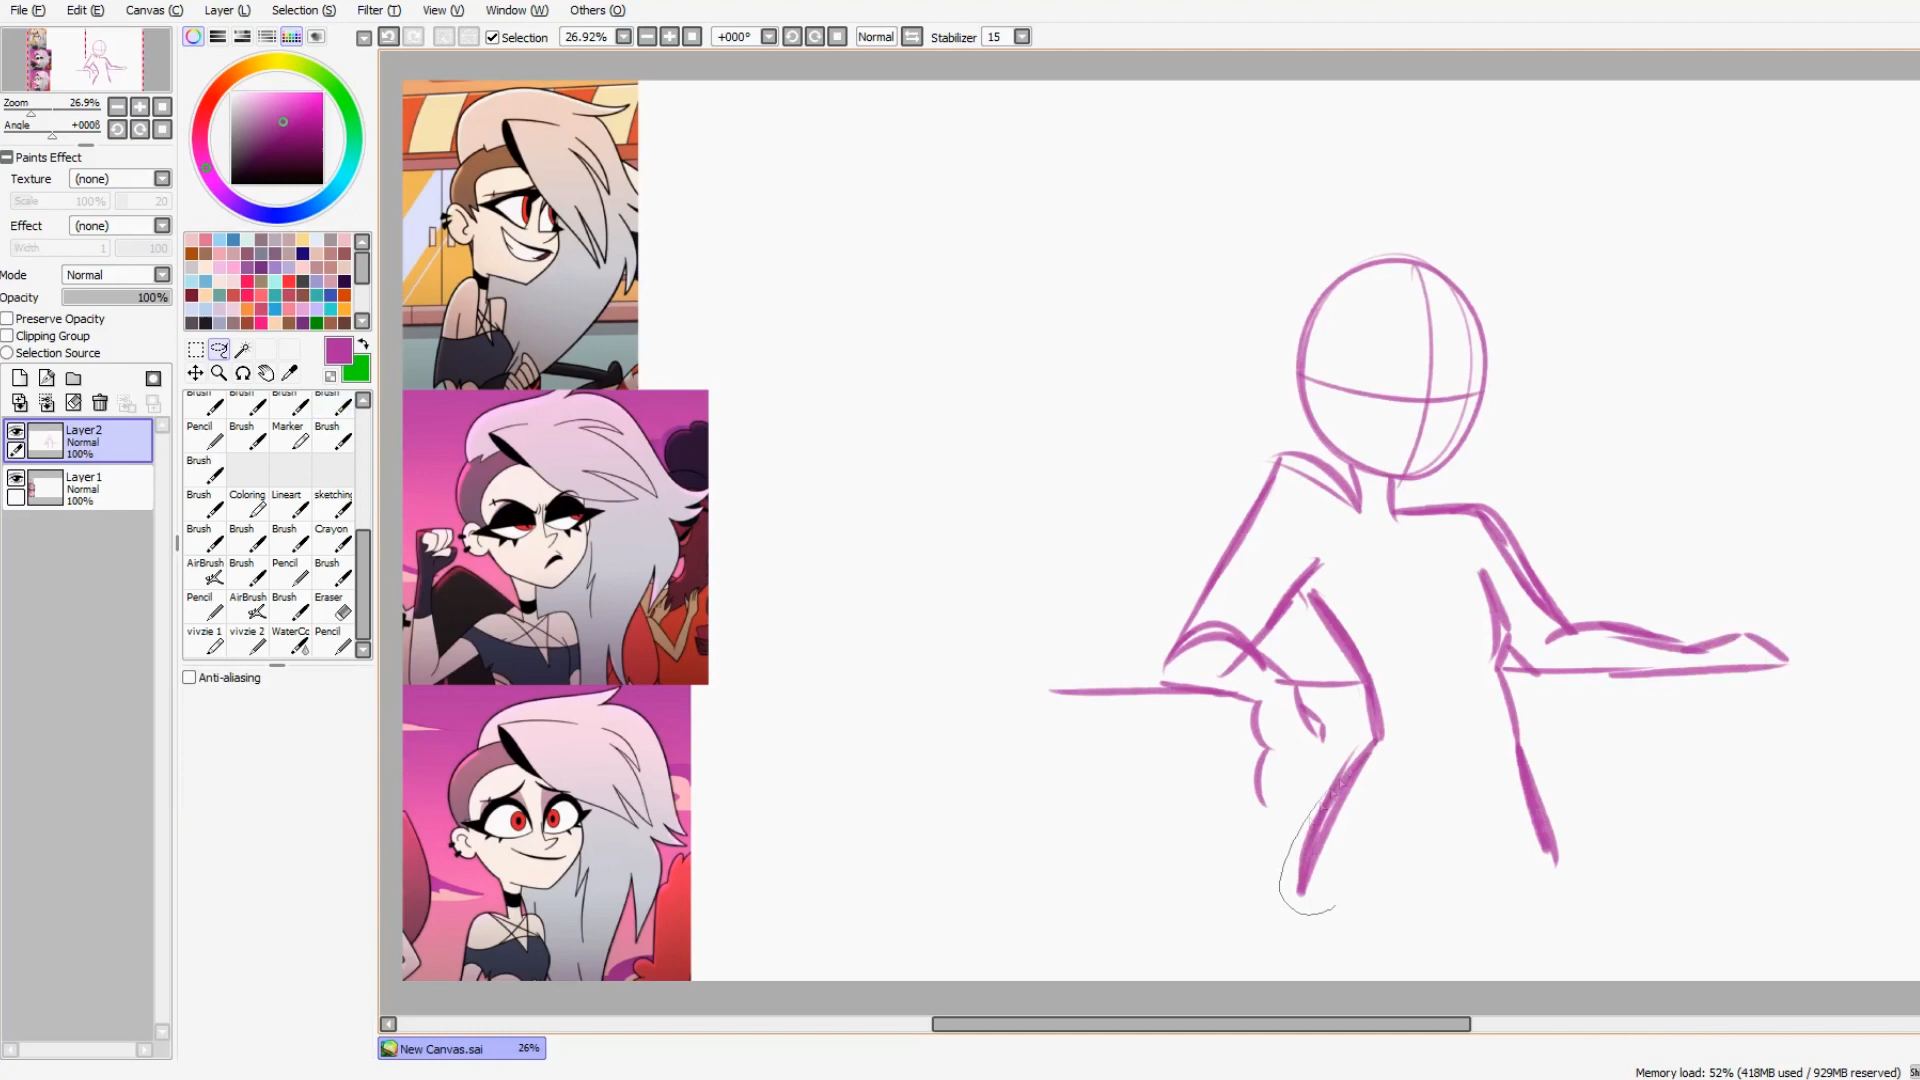 File (F) Edit (E) Canvas (C) Layer (L) Selection (S) Filter (T) View (V) Window (W) Others (O)
Selection 26.92% +000° Normal Stabilizer 15
Zoom 26.9%
Angle +000ß
Paints Effect
Texture (none)
Scale 100% 20
Effect (none)
Width 1 100
Mode Normal
Opacity 100%
Preserve Opacity
Clipping Group
Selection Source
Layer2
Normal
100%
Layer1
Normal
100%
Brush Brush Brush Brush
Pencil Brush Marker Brush
Brush
Brush Coloring Lineart sketching
Brush Brush Brush Crayon
AirBrush Brush Pencil Brush
Pencil AirBrush Brush Eraser
vivzie 1 vivzie 2 WaterCo Pencil
Anti-aliasing
New Canvas.sai 26%
Memory load: 52% (418MB used / 929MB reserved)